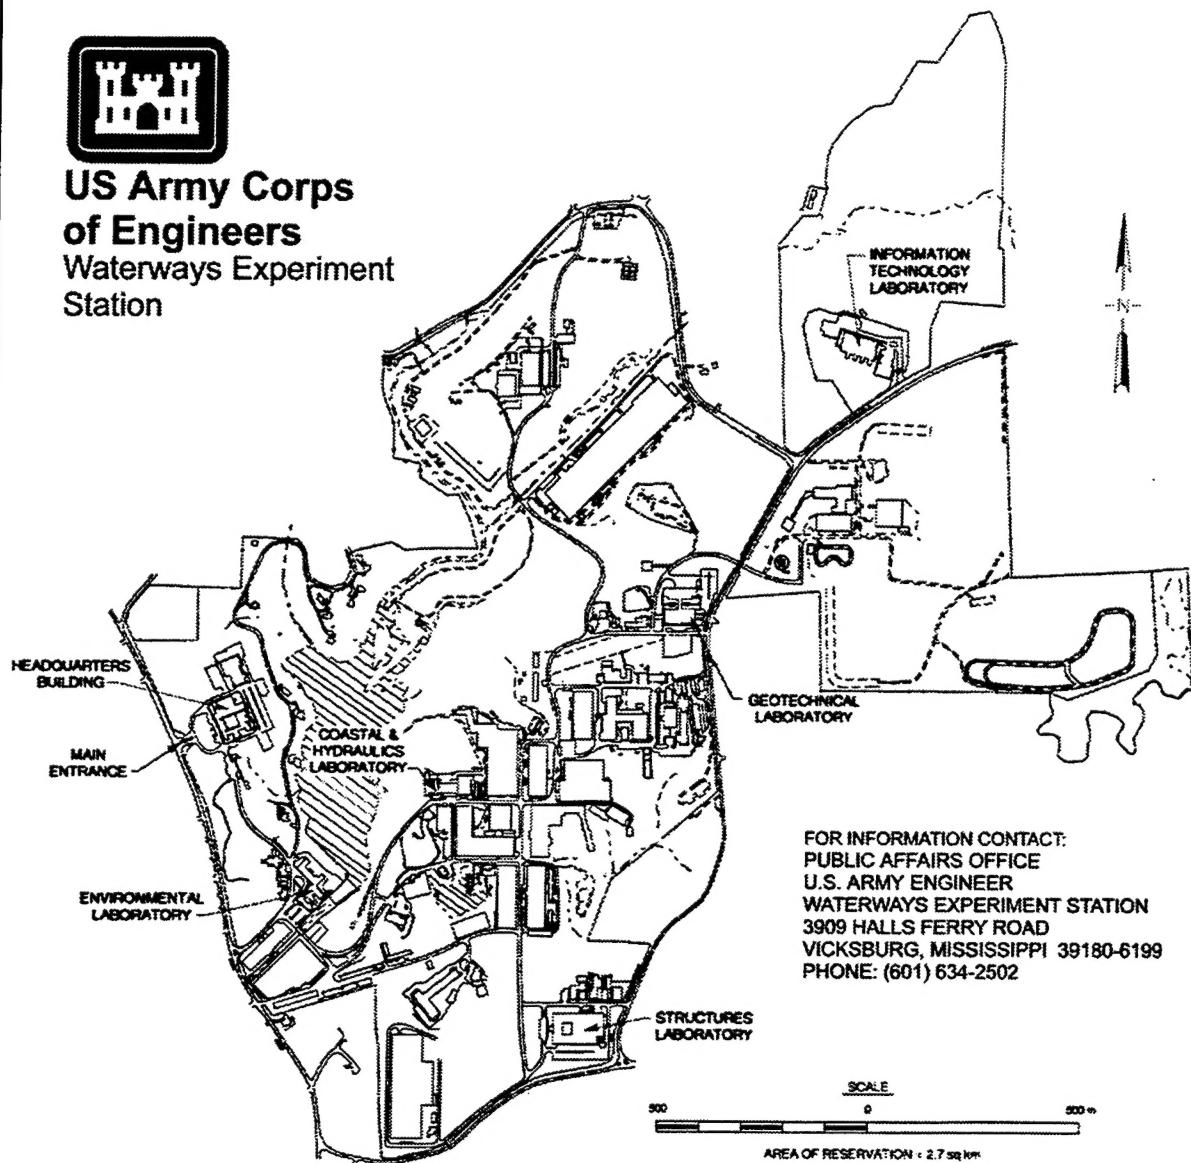 US Army Corps
of Engineers
Waterways Experiment
Station
INFORMATION
TECHNOLOGY
LABORATORY
N
HEADQUARTERS
BUILDING
MAIN
ENTRANCE
COASTAL &
HYDRAULICS
LABORATORY
GEOTECHNICAL
LABORATORY
ENVIRONMENTAL
LABORATORY
FOR INFORMATION CONTACT:
PUBLIC AFFAIRS OFFICE
U.S. ARMY ENGINEER
WATERWAYS EXPERIMENT STATION
3909 HALLS FERRY ROAD
VICKSBURG, MISSISSIPPI 39180-6199
PHONE: (601) 634-2502
STRUCTURES
LABORATORY
SCALE
500 0 500 m
AREA OF RESERVATION : 2.7 sq km